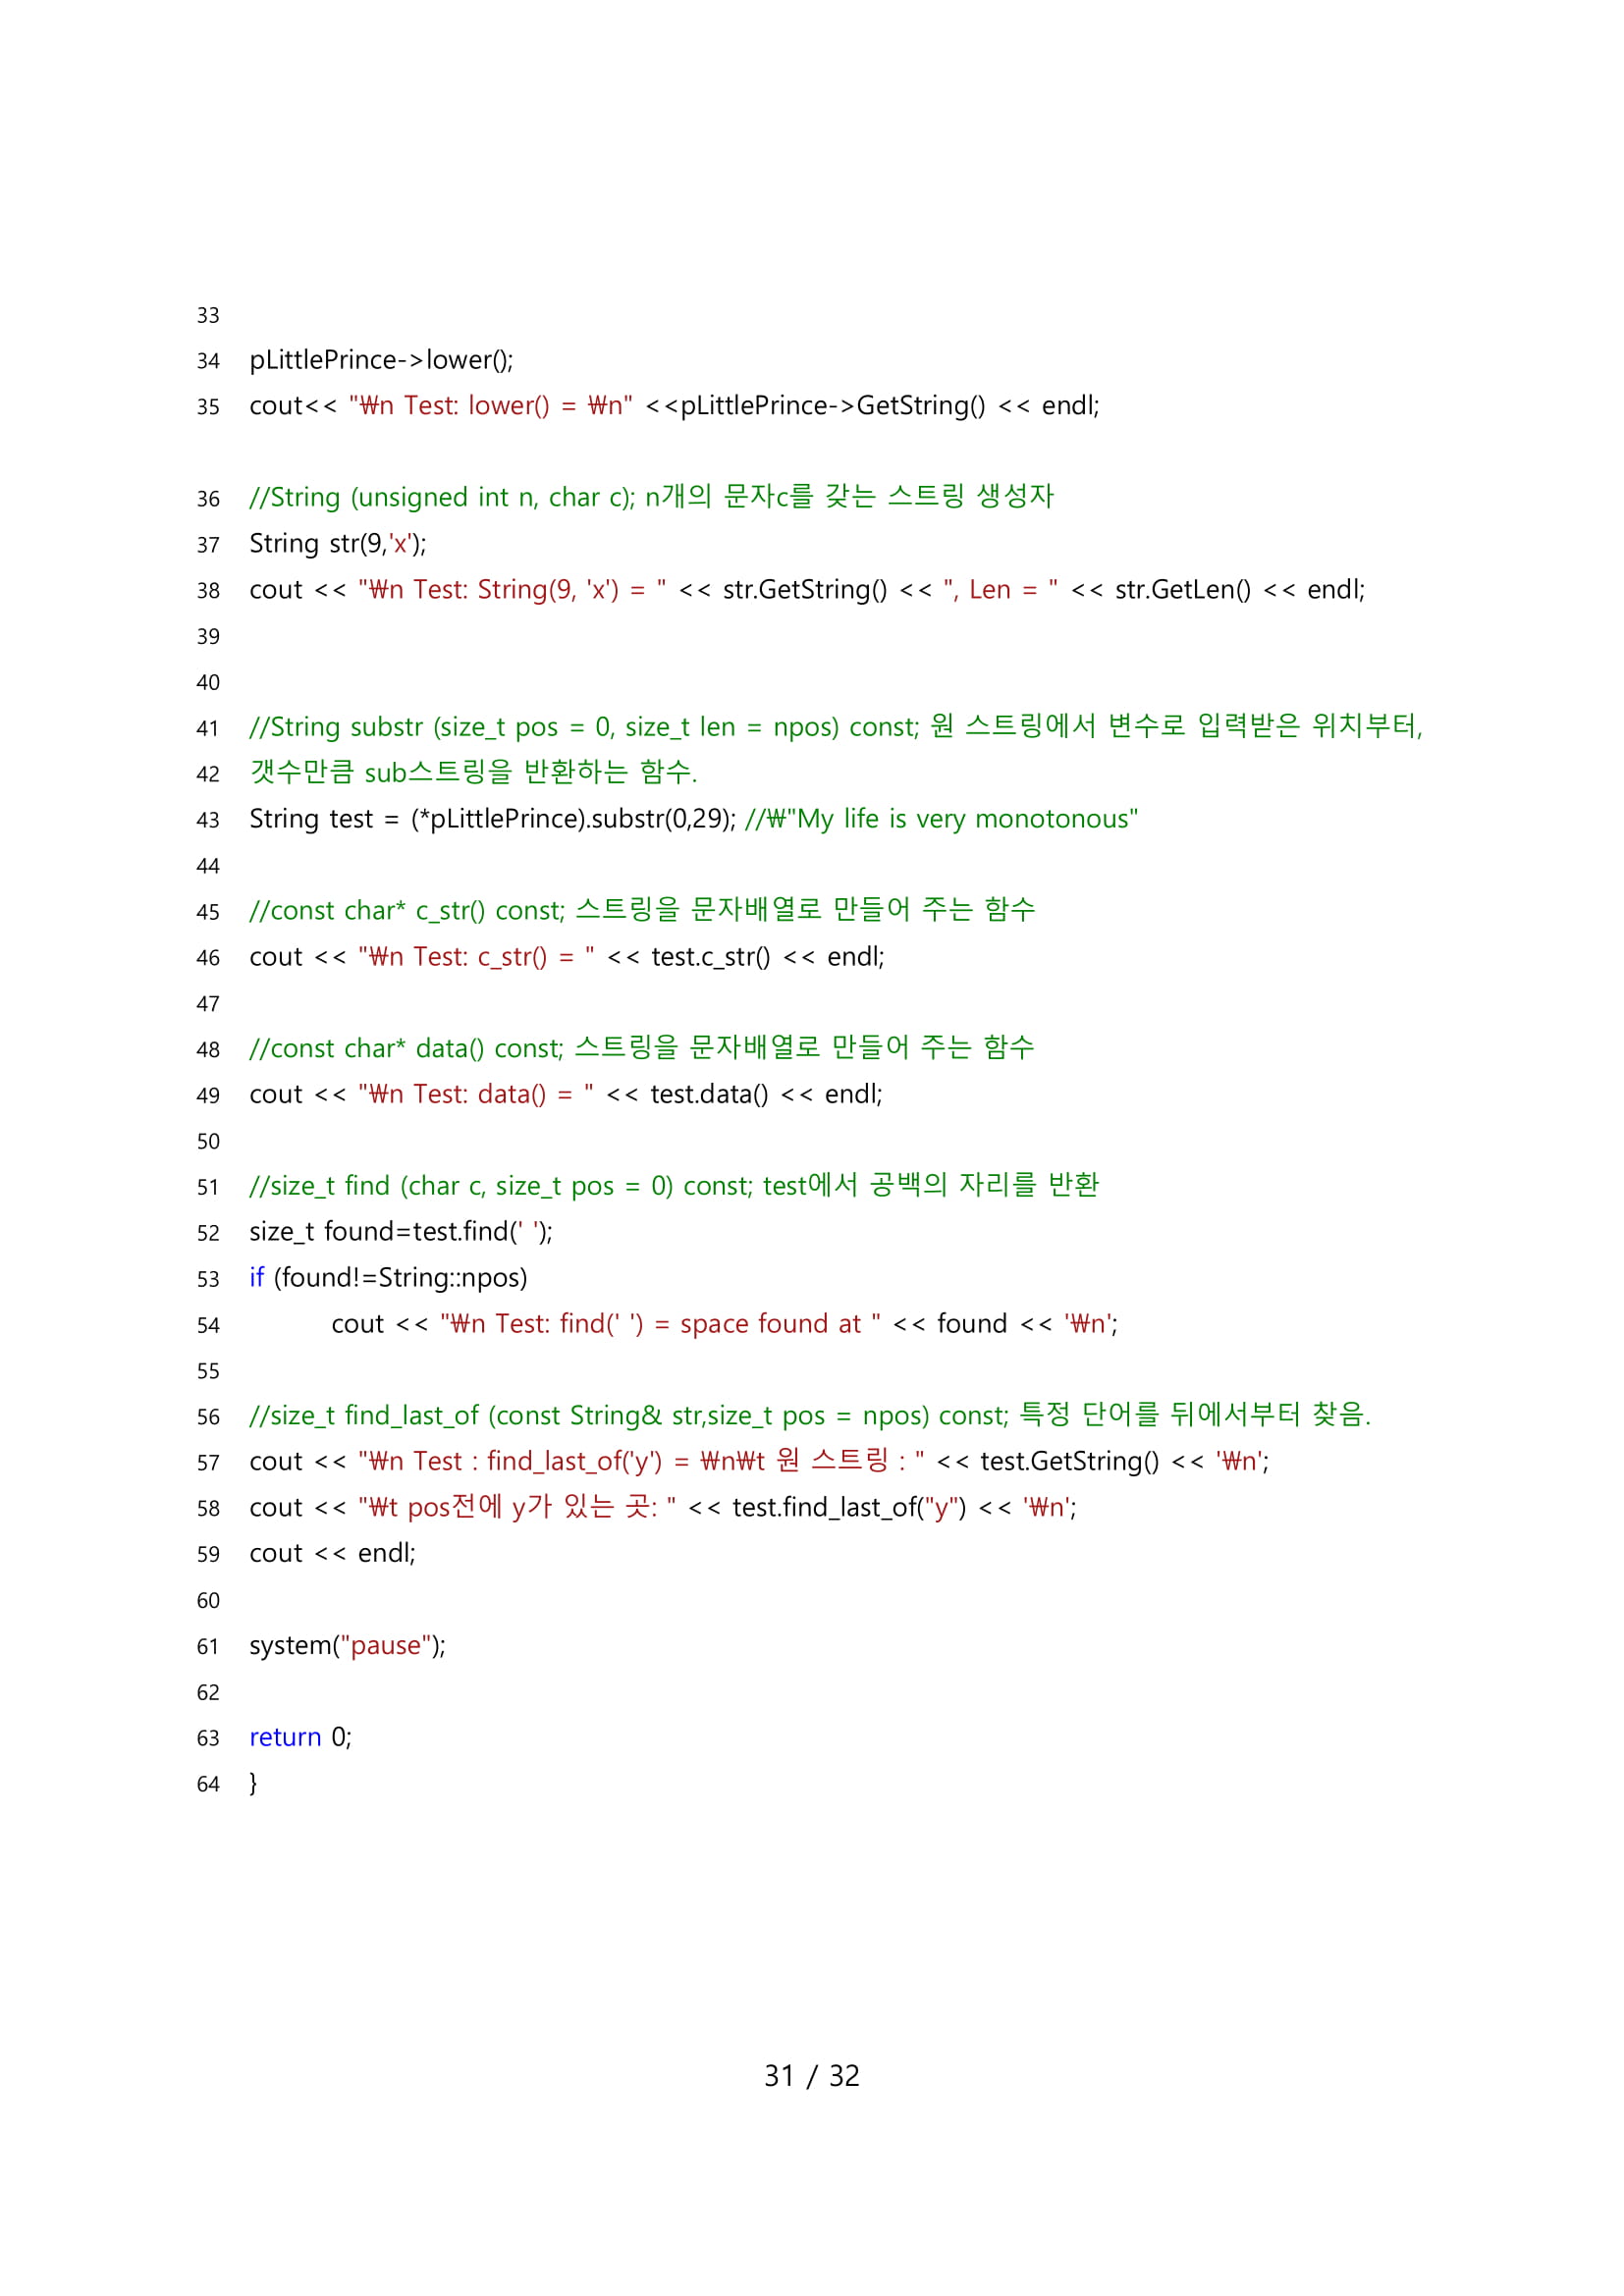 33
34 pLittlePrince->lower();
35 cout<< "₩n Test: lower() = ₩n" <<pLittlePrince->GetString() << endl;
36 //String (unsigned int n, char c); n개의 문자c를 갖는 스트링 생성자
37 String str(9,'x');
38 cout << "₩n Test: String(9, 'x') = " << str.GetString() << ", Len = " << str.GetLen() << endl;
39
40
41 //String substr (size_t pos = 0, size_t len = npos) const; 원 스트링에서 변수로 입력받은 위치부터,
42 갯수만큼 sub스트링을 반환하는 함수.
43 String test = (*pLittlePrince).substr(0,29); //₩"My life is very monotonous"
44
45 //const char* c_str() const; 스트링을 문자배열로 만들어 주는 함수
46 cout << "₩n Test: c_str() = " << test.c_str() << endl;
47
48 //const char* data() const; 스트링을 문자배열로 만들어 주는 함수
49 cout << "₩n Test: data() = " << test.data() << endl;
50
51 //size_t find (char c, size_t pos = 0) const; test에서 공백의 자리를 반환
52 size_t found=test.find(' ');
53 if (found!=String::npos)
54 cout << "₩n Test: find(' ') = space found at " << found << '₩n';
55
56 //size_t find_last_of (const String& str,size_t pos = npos) const; 특정 단어를 뒤에서부터 찾음.
57 cout << "₩n Test : find_last_of('y') = ₩n₩t 원 스트링 : " << test.GetString() << '₩n';
58 cout << "₩t pos전에 y가 있는 곳: " << test.find_last_of("y") << '₩n';
59 cout << endl;
60
61 system("pause");
62
63 return 0;
64 }
31 / 32